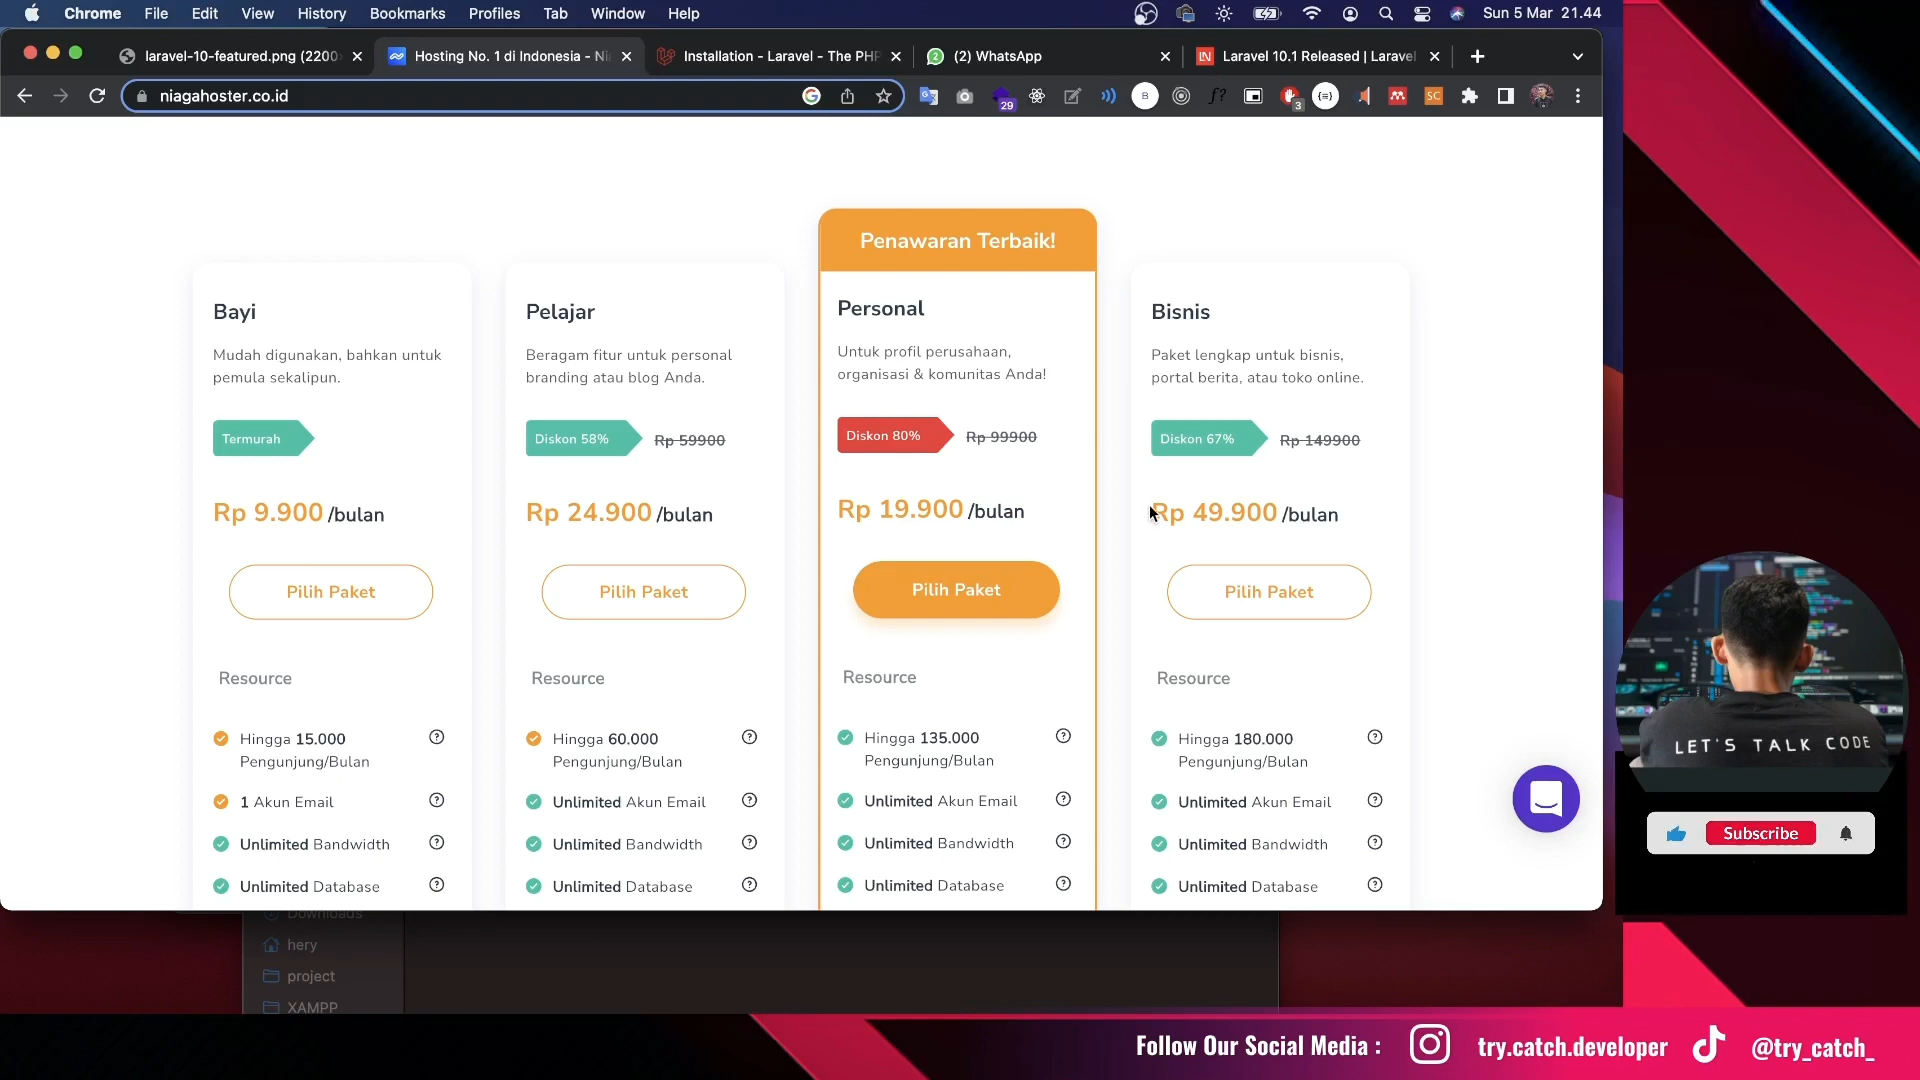 Chrome File Edit View History Bookmarks Profiles Tab Window Help Sun 5 Mar 21.44
laravel-10-featured.png (2200 Hosting No. 1 di Indonesia - Ni Installation - Laravel - The PHP (2) WhatsApp Laravel 10.1 Released | Laravel
niagahoster.co.id 29 B f? 3 SC
Penawaran Terbaik!
Bayi
Mudah digunakan, bahkan untuk
pemula sekalipun.
Termurah
Rp 9.900 /bulan
Pilih Paket
Resource
Hingga 15.000
Pengunjung/Bulan
1 Akun Email
Unlimited Bandwidth
Unlimited Database
Pelajar
Beragam fitur untuk personal
branding atau blog Anda.
Diskon 58% Rp 59900
Rp 24.900 /bulan
Pilih Paket
Resource
Hingga 60.000
Pengunjung/Bulan
Unlimited Akun Email
Unlimited Bandwidth
Unlimited Database
Personal
Untuk profil perusahaan,
organisasi & komunitas Anda!
Diskon 80% Rp 99900
Rp 19.900 /bulan
Pilih Paket
Resource
Hingga 135.000
Pengunjung/Bulan
Unlimited Akun Email
Unlimited Bandwidth
Unlimited Database
Bisnis
Paket lengkap untuk bisnis,
portal berita, atau toko online.
Diskon 67% Rp 149900
Rp 49.900 /bulan
Pilih Paket
Resource
Hingga 180.000
Pengunjung/Bulan
Unlimited Akun Email
Unlimited Bandwidth
Unlimited Database
Downloads
hery
project
XAMPP
LET'S TALK CODE
Subscribe
Follow Our Social Media : try.catch.developer @try_catch_